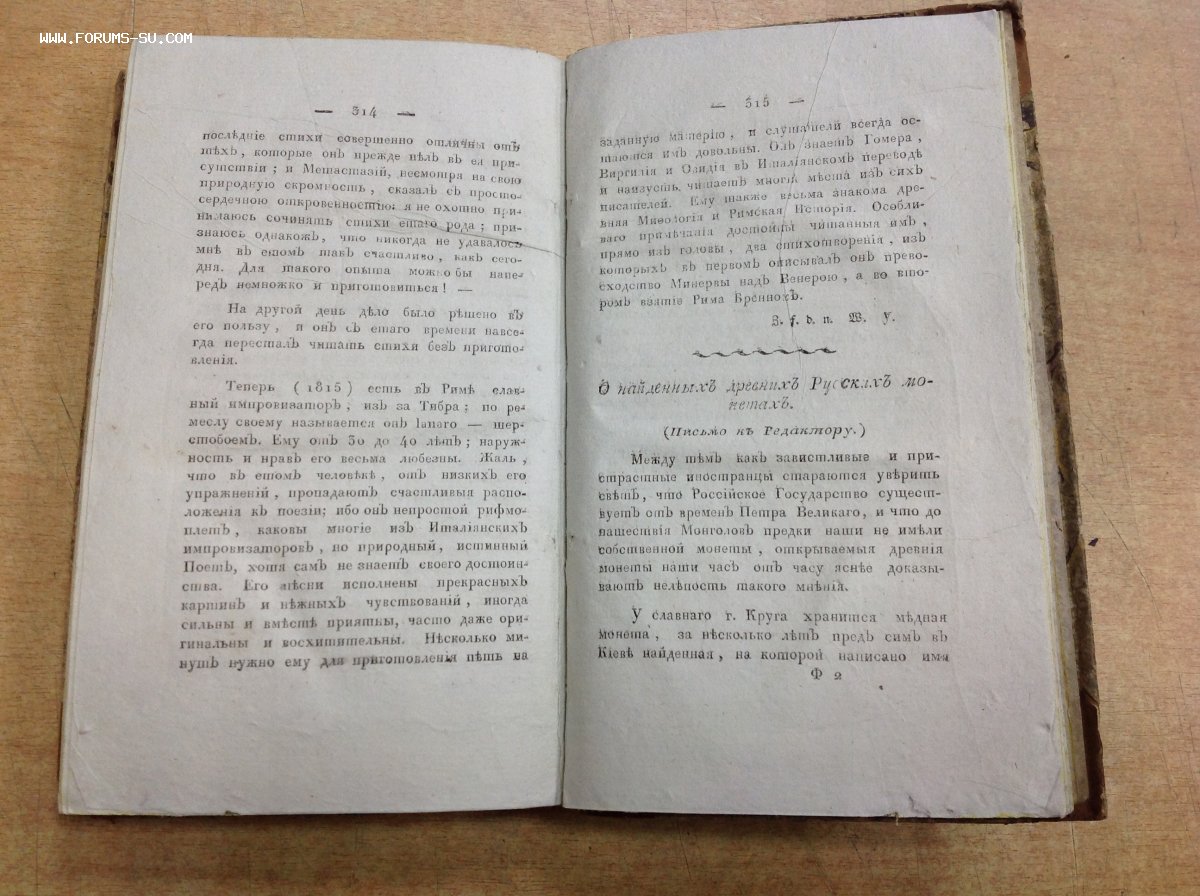 WWW.FORUMS-SU.COM
— 314 —
послѣдніе стихи совершенно отличны отъ
тѣхъ, которые онъ прежде пѣлъ въ ея при-
сутствіи; и Метастазій, несмотря на свою
природную скромность, сказалъ съ просто-
сердечною откровенностію: я не охотно при-
нимаюсь сочинять стихи етаго рода; при-
знаюсь однакожъ, что никогда не удавалось
мнѣ въ етомъ такъ счастливо, какъ сего-
дня. Для такого опыта можно бы напе-
редъ немножко и приготовиться! —
На другой день дѣло было рѣшено въ
его пользу, и онъ съ етаго времени навсе-
гда пересталъ читать стихи безъ приготов-
ленія.
Теперь (1815) есть въ Римѣ слав-
ный импровизаторъ, изъ за Тибра; по ре-
меслу своему называется онъ lanaro — шер-
стобоемъ. Ему отъ 30 до 40 лѣтъ; наруж-
ность и нравъ его весьма любезны. Жаль,
что въ етомъ человѣкѣ, отъ низкихъ его
упражненій, пропадаютъ счастливыя распо-
ложенія къ поезіи; ибо онъ непростой рифмо-
плетъ, каковы многіе изъ Италіянскихъ
импровизаторовъ, но природный, истинный
Поетъ, хотя самъ не знаетъ своего достоин-
ства. Его пѣсни исполнены прекрасныхъ
картинъ и нѣжныхъ чувствованій, иногда
сильны и вмѣстѣ пріятны, часто даже ори-
гинальны и восхитительны. Нѣсколько ми-
нутъ нужно ему для приготовленія пѣть на
— 315 —
заданную матерію, и слушатели всегда ос-
таются имъ довольны. Онъ знаетъ Гомера,
Виргилія и Овидія въ Италіянскомъ переводѣ
и наизусть читаетъ многія мѣста изъ сихъ
писателей. Ему также весьма знакома дре-
вняя Миѳологія и Римская Исторія. Особли-
ваго примѣчанія достойны читанныя имъ,
прямо изъ головы, два стихотворенія, изъ
которыхъ въ первомъ описывалъ онъ прево-
сходство Минервы надъ Венерою, а во вто-
ромъ взятіе Рима Бренномъ.
Z. f. d. n. W. У.
О найденныхъ древнихъ Русскихъ мо-
нетахъ.
(Письмо къ Редактору.)
Между тѣмъ какъ завистливые и при-
страстные иностранцы стараются увѣрить
свѣтъ, что Россійское Государство сущест-
вуетъ отъ временъ Петра Великаго, и что до
нашествія Монголовъ предки наши не имѣли
собственной монеты, открываемыя древнія
монеты наши часъ отъ часу яснѣе доказы-
ваютъ нелѣпость такого мнѣнія.
У славнаго г. Круга хранится мѣдная
монета, за нѣсколько лѣтъ предъ симъ въ
Кіевѣ найденная, на которой написано имя
Ф 2